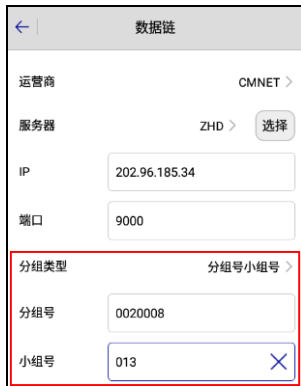 数据链
运营商 CMNET
服务器 ZHD 选择
IP 202.96.185.34
端口 9000
分组类型 分组号小组号
分组号 0020008
小组号 013